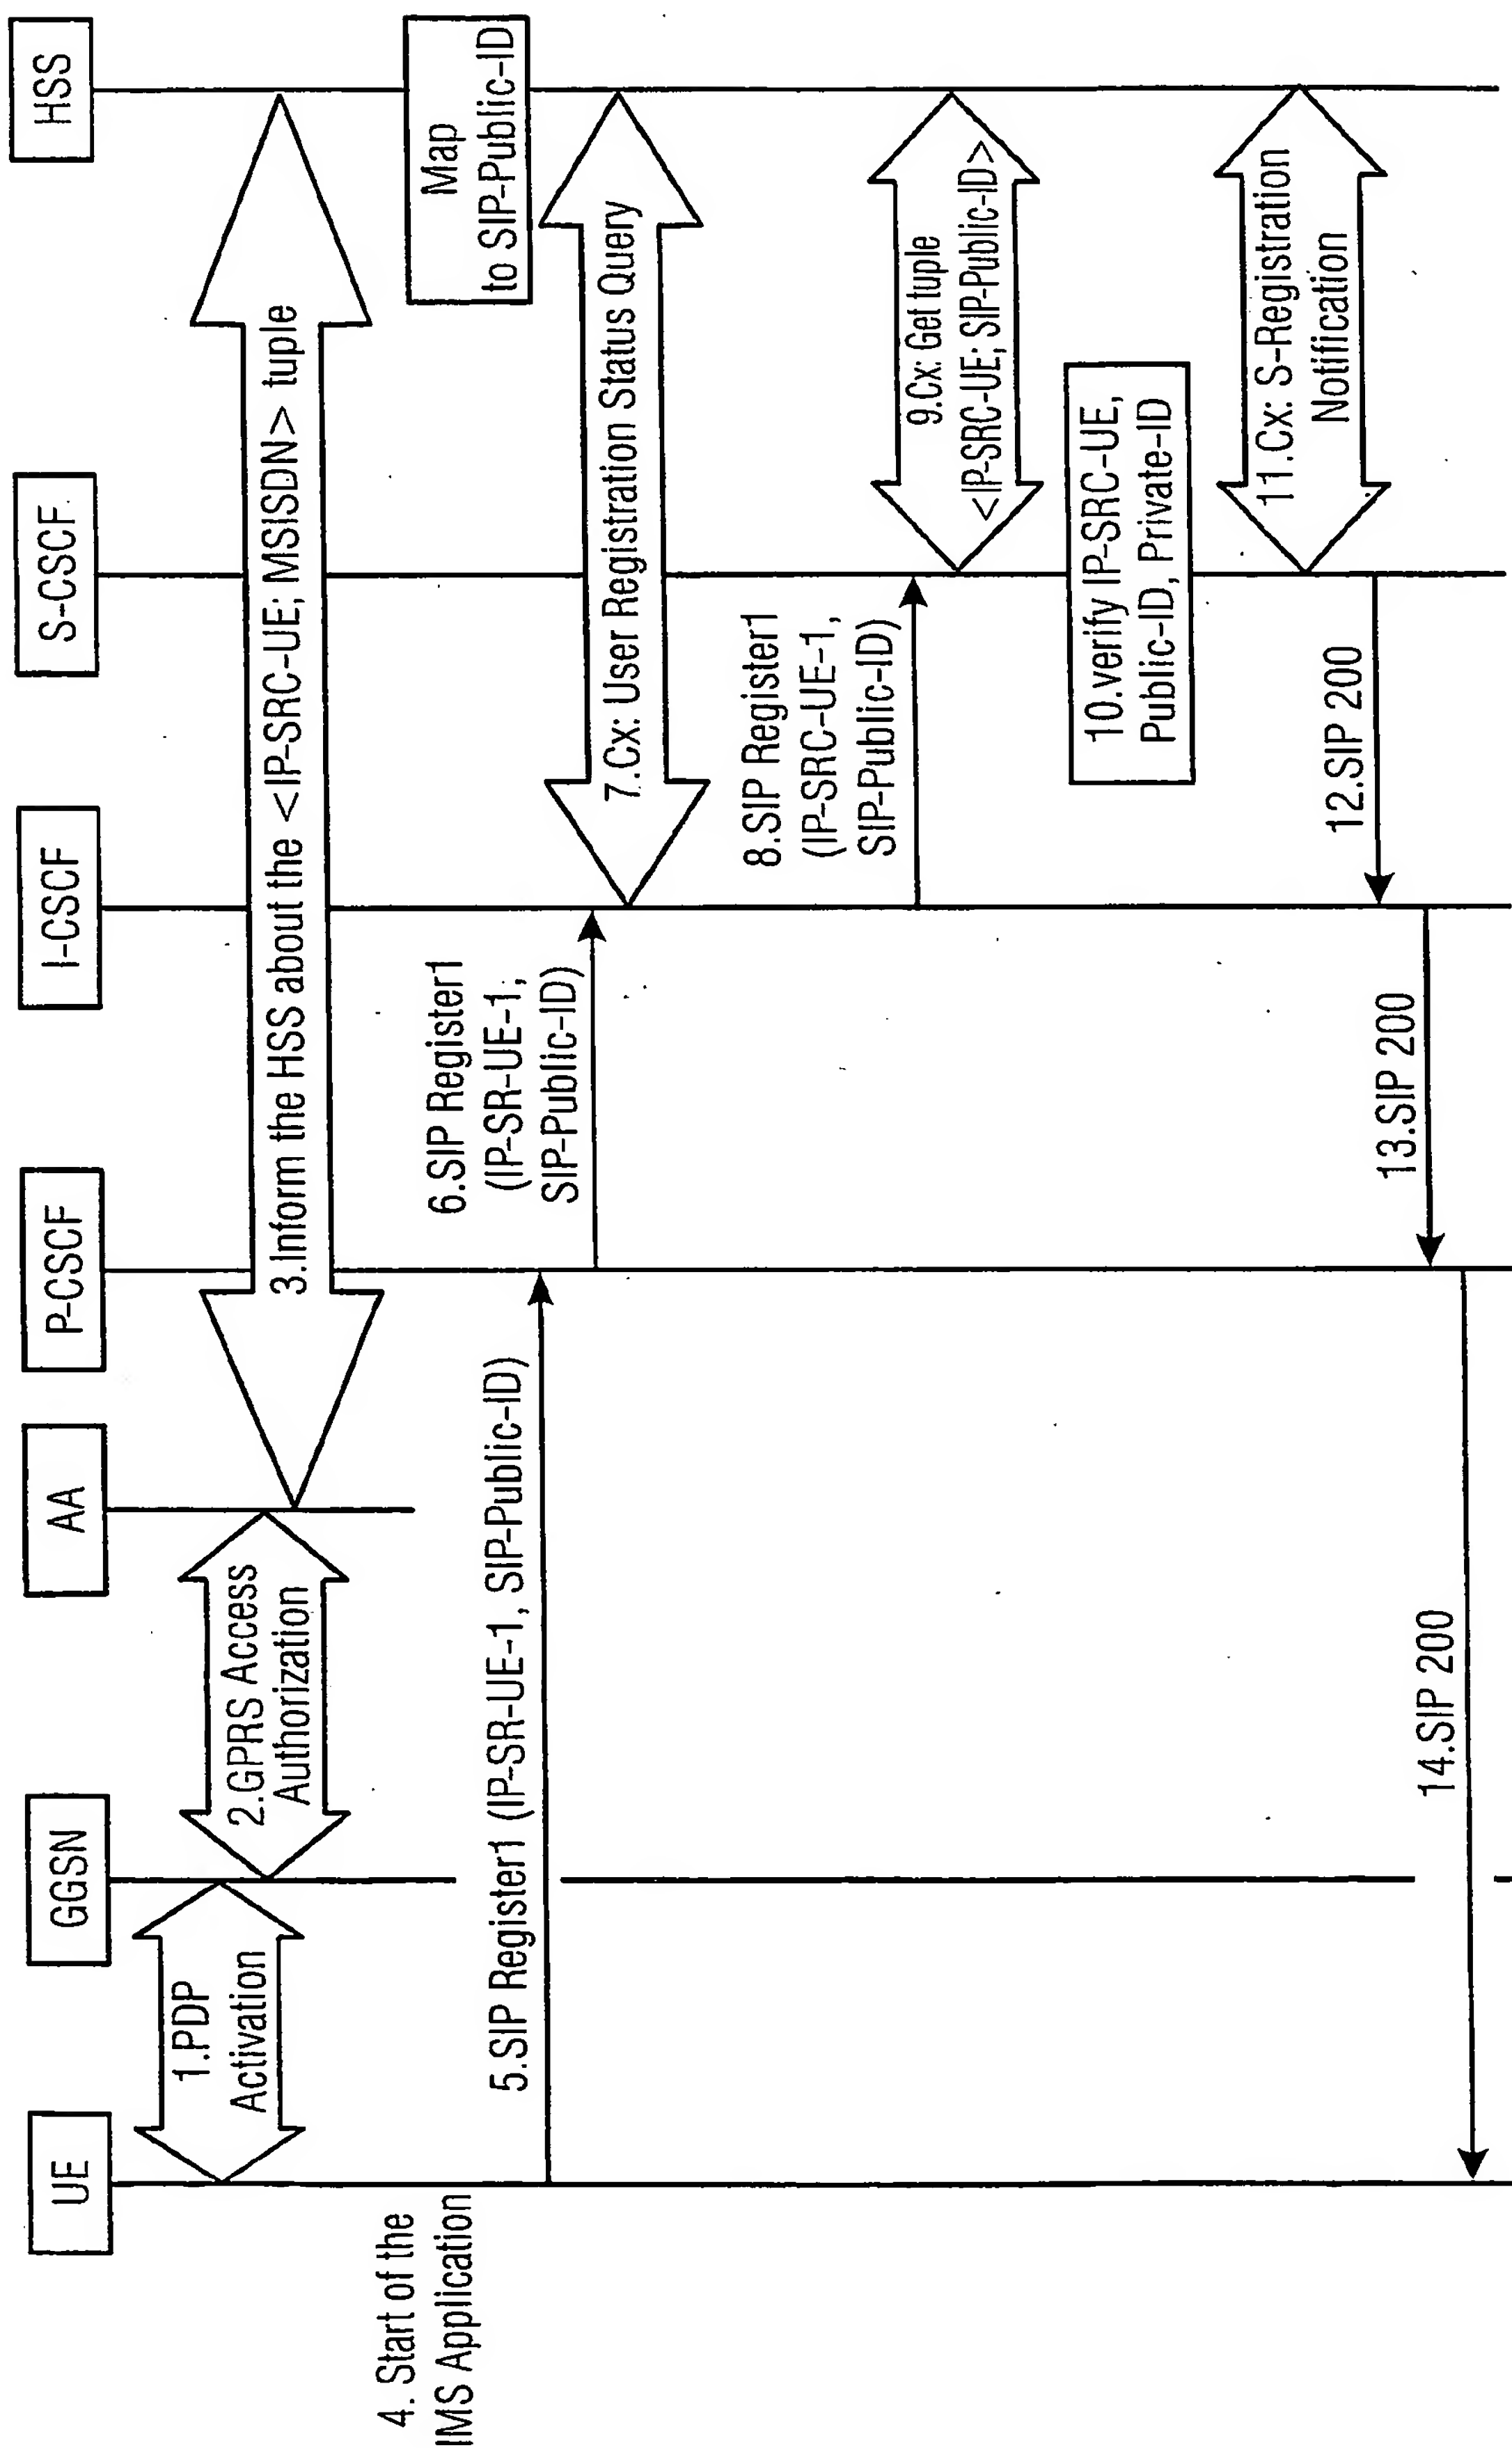 UE
GGSN
AA
P-CSCF
I-CSCF
S-CSCF
HSS
1.PDP
Activation
2.GPRS Access
Authorization
3.Inform the HSS about the <IP-SRC-UE; MSISDN> tuple
Map
to SIP-Public-ID
4. Start of the
IMS Application
5.SIP Register1 (IP-SR-UE-1, SIP-Public-ID)
6.SIP Register1
(IP-SR-UE-1,
SIP-Public-ID)
7.Cx: User Registration Status Query
8.SIP Register1
(IP-SRC-UE-1,
SIP-Public-ID)
9.Cx: Get tuple
<IP-SRC-UE; SIP-Public-ID>
10.verify IP-SRC-UE,
Public-ID, Private-ID
11.Cx: S-Registration
Notification
12.SIP 200
13.SIP 200
14.SIP 200